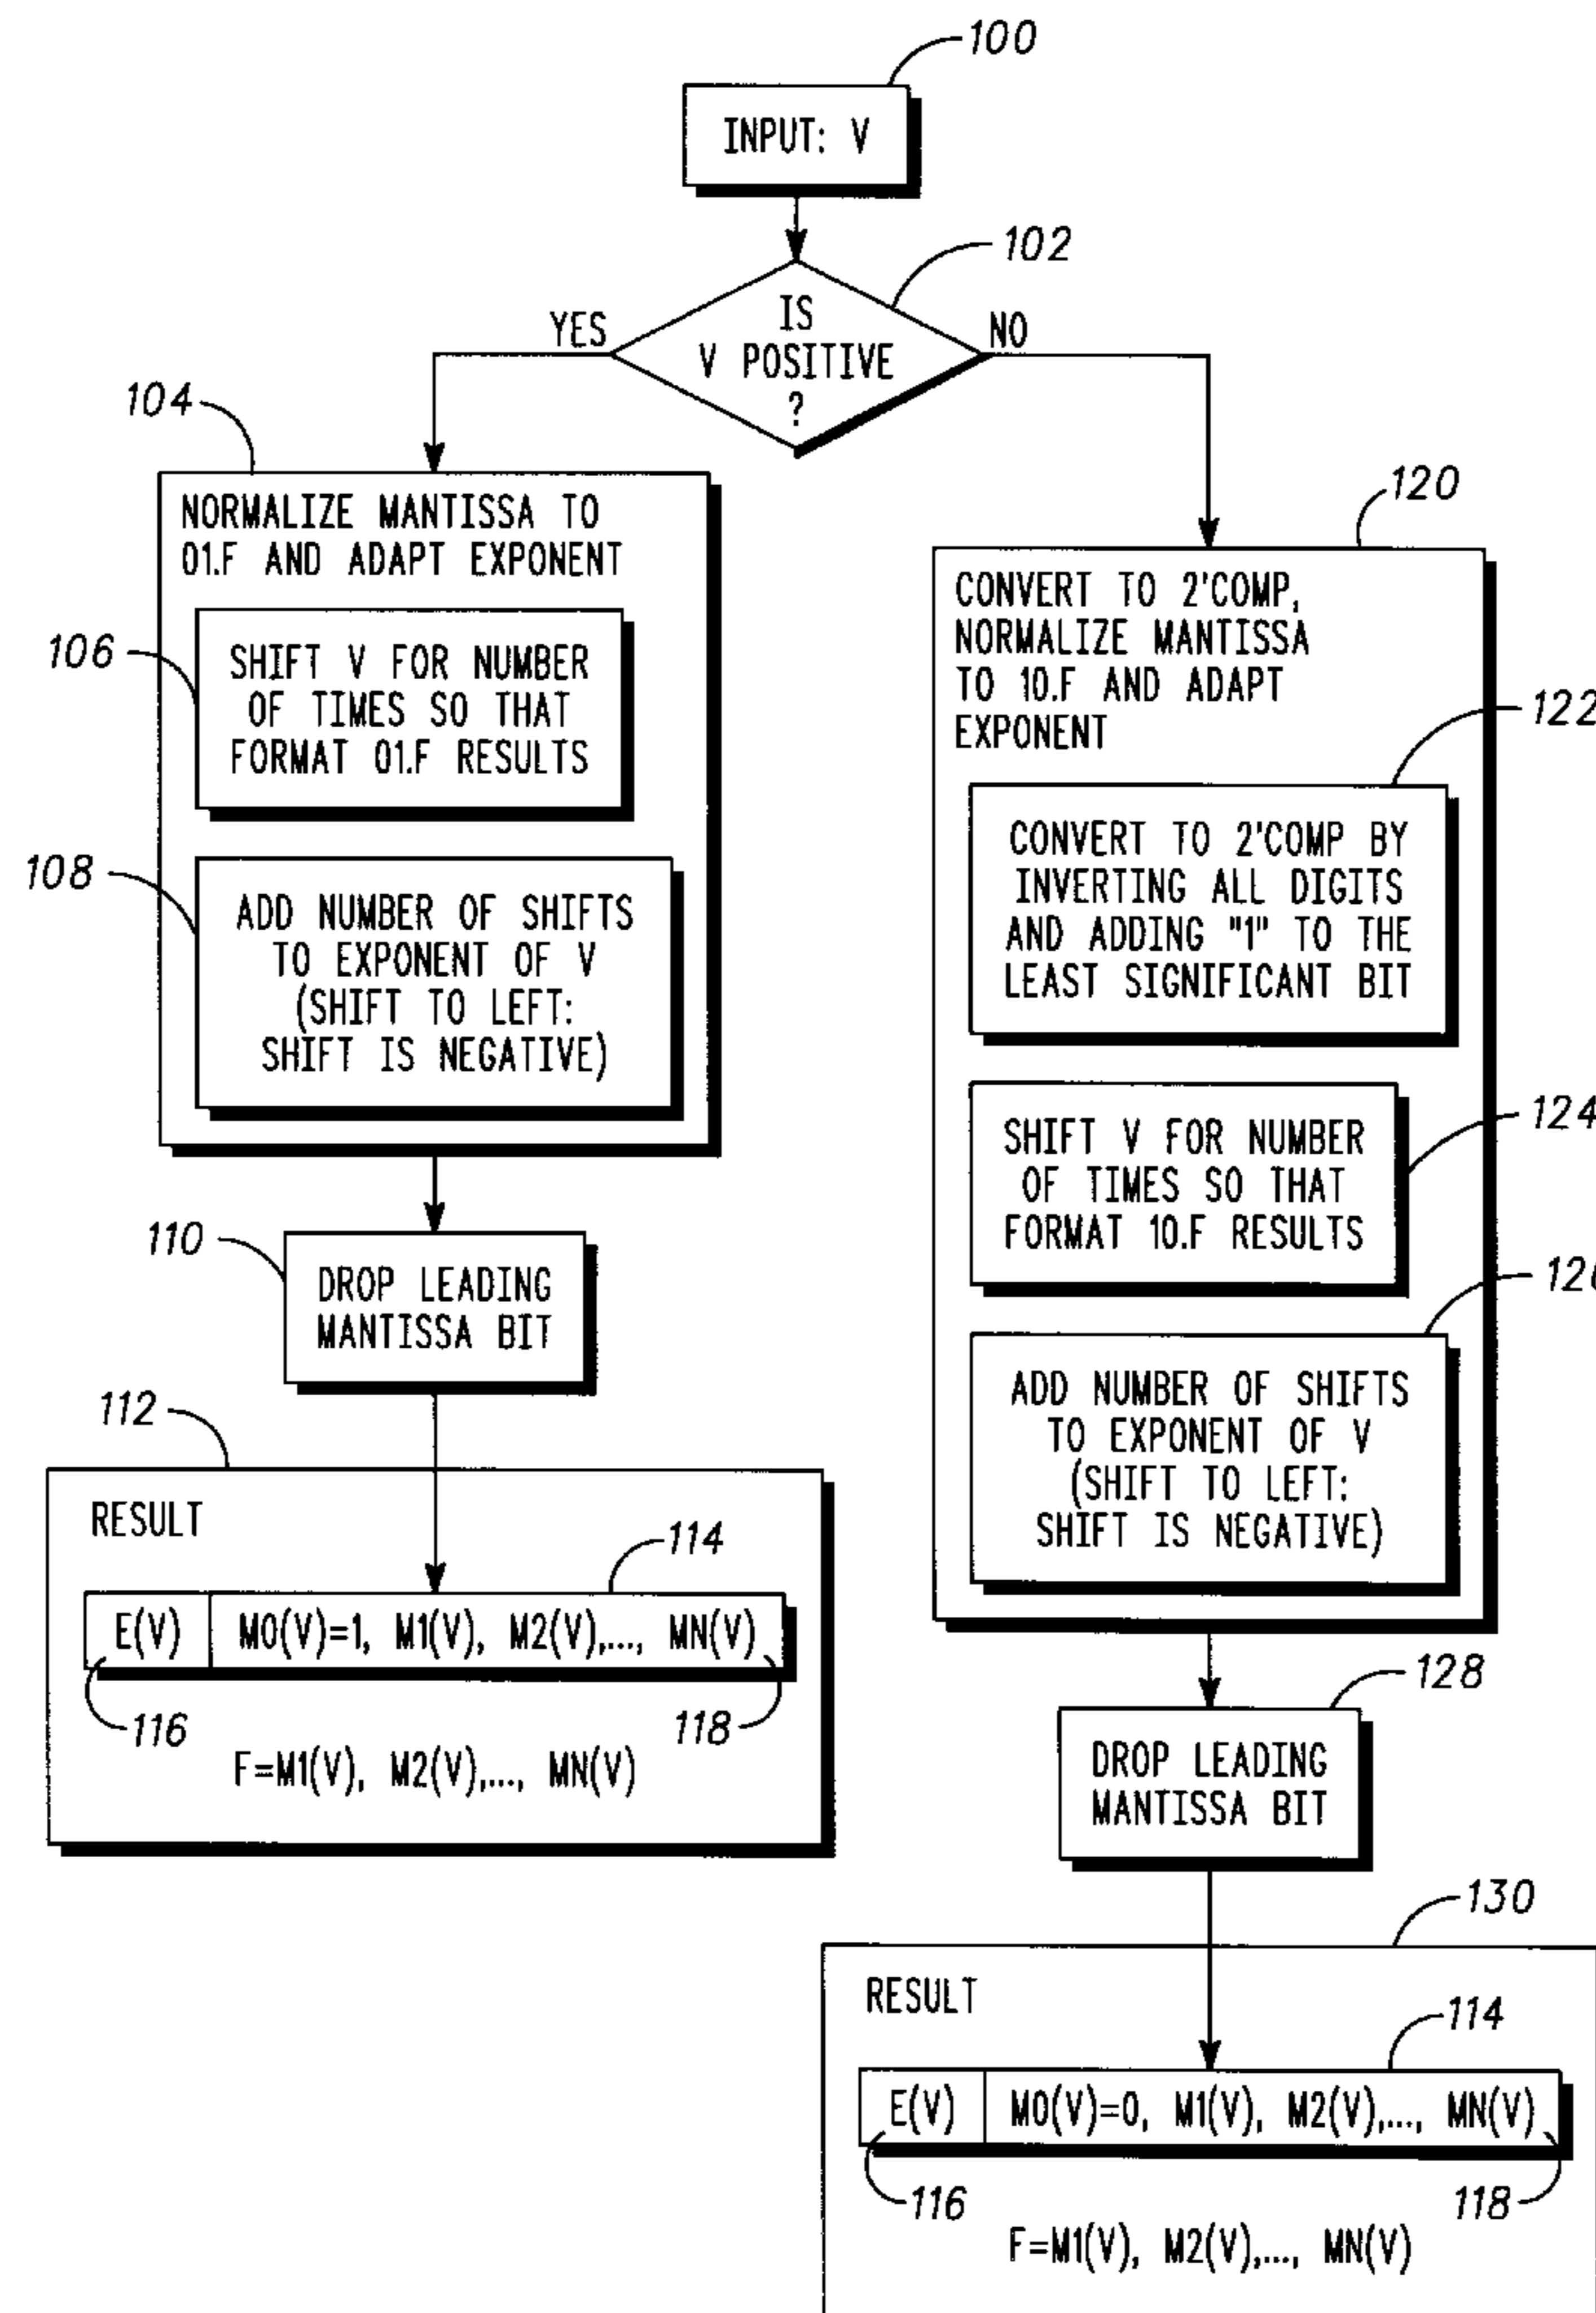 100
INPUT: V
102
YES
IS
V POSITIVE
?
NO
104
NORMALIZE MANTISSA TO
01.F AND ADAPT EXPONENT
106
SHIFT V FOR NUMBER
OF TIMES SO THAT
FORMAT 01.F RESULTS
108
ADD NUMBER OF SHIFTS
TO EXPONENT OF V
(SHIFT TO LEFT:
SHIFT IS NEGATIVE)
110
DROP LEADING
MANTISSA BIT
112
RESULT
114
E(V) M0(V)=1, M1(V), M2(V),..., MN(V)
116
118
F=M1(V), M2(V),..., MN(V)
120
CONVERT TO 2'COMP,
NORMALIZE MANTISSA
TO 10.F AND ADAPT
EXPONENT
122
CONVERT TO 2'COMP BY
INVERTING ALL DIGITS
AND ADDING "1" TO THE
LEAST SIGNIFICANT BIT
124
SHIFT V FOR NUMBER
OF TIMES SO THAT
FORMAT 10.F RESULTS
ADD NUMBER OF SHIFTS
TO EXPONENT OF V
(SHIFT TO LEFT:
SHIFT IS NEGATIVE)
128
DROP LEADING
MANTISSA BIT
130
RESULT
114
E(V) M0(V)=0, M1(V), M2(V),..., MN(V)
116
118
F=M1(V), M2(V),..., MN(V)